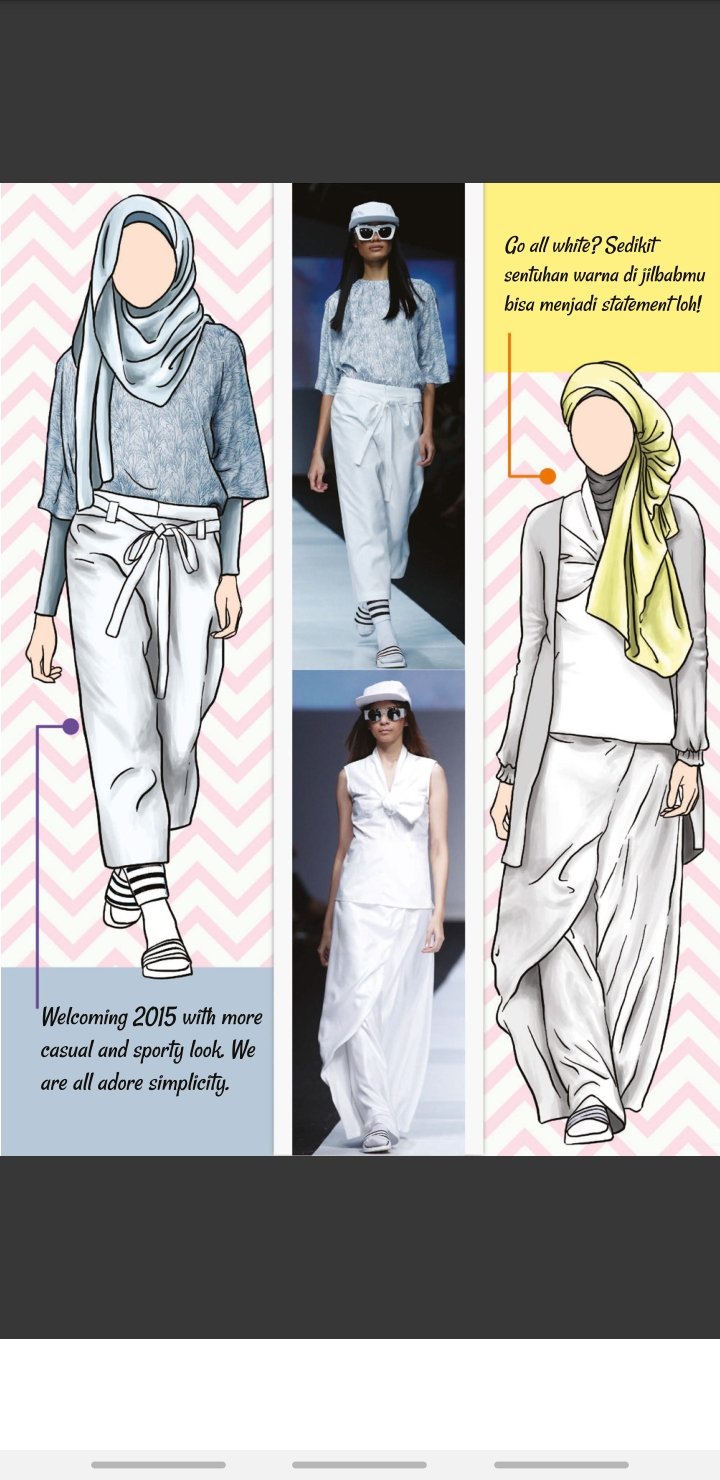 Go all white? Sedikit
sentuhan warna di jilbabmu
bisa menjadi statement loh!
Welcoming 2015 with more
casual and sporty look. We
are all adore simplicity.